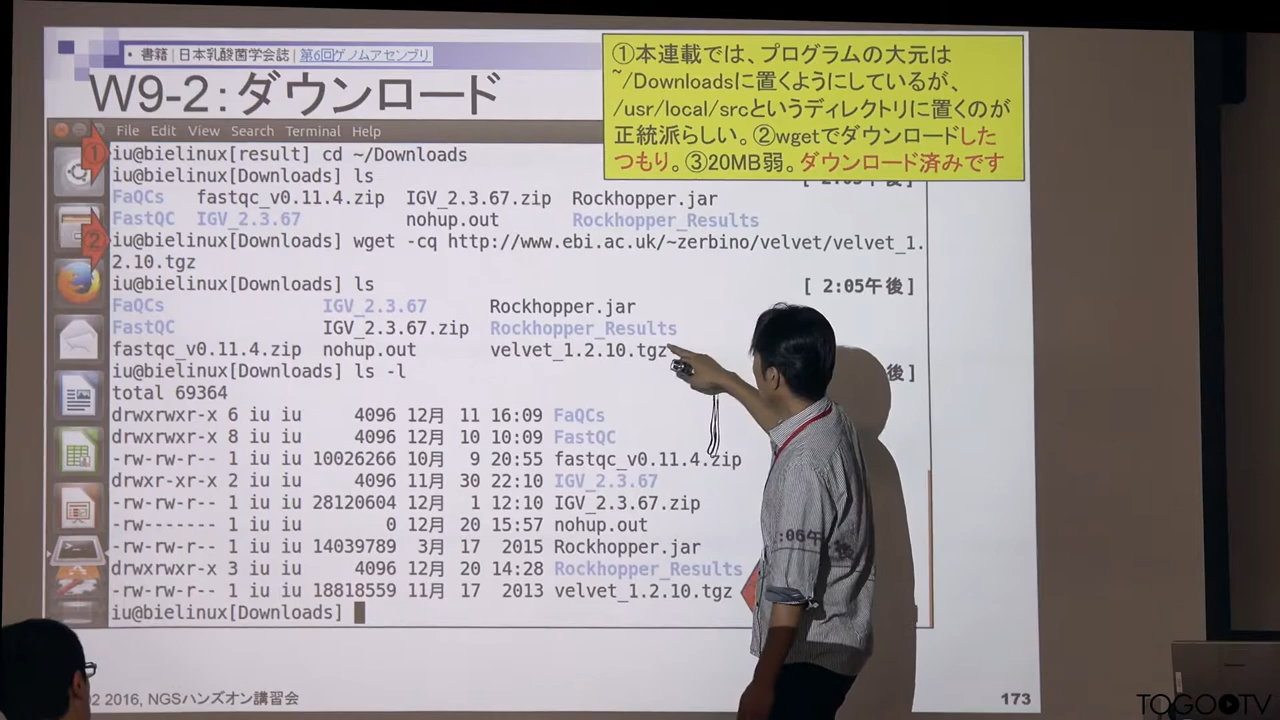 • 書籍 | 日本乳酸菌学会誌 | 第6回ゲノムアセンブリ
W9-2：ダウンロード
①本連載では、プログラムの大元は
~/Downloadsに置くようにしているが、
/usr/local/srcというディレクトリに置くのが
正統派らしい。②wgetでダウンロードした
つもり。③20MB弱。ダウンロード済みです
File Edit View Search Terminal Help
① iu@bielinux[result] cd ~/Downloads
iu@bielinux[Downloads] ls [ 2:05午後]
FaQCs fastqc_v0.11.4.zip IGV_2.3.67.zip Rockhopper.jar
FastQC IGV_2.3.67 nohup.out Rockhopper_Results
② iu@bielinux[Downloads] wget -cq http://www.ebi.ac.uk/~zerbino/velvet/velvet_1.
2.10.tgz
iu@bielinux[Downloads] ls [ 2:05午後]
FaQCs IGV_2.3.67 Rockhopper.jar
FastQC IGV_2.3.67.zip Rockhopper_Results
fastqc_v0.11.4.zip nohup.out velvet_1.2.10.tgz
iu@bielinux[Downloads] ls -l 後]
total 69364
drwxrwxr-x 6 iu iu 4096 12月 11 16:09 FaQCs
drwxrwxr-x 8 iu iu 4096 12月 10 10:09 FastQC
-rw-rw-r-- 1 iu iu 10026266 10月 9 20:55 fastqc_v0.11.4.zip
drwxrwxr-x 2 iu iu 4096 11月 30 22:10 IGV_2.3.67
-rw-rw-r-- 1 iu iu 28120604 12月 1 12:10 IGV_2.3.67.zip
-rw------- 1 iu iu 0 12月 20 15:57 nohup.out
-rw-rw-r-- 1 iu iu 14039789 3月 17 2015 Rockhopper.jar
drwxrwxr-x 3 iu iu 4096 12月 20 14:28 Rockhopper_Results
-rw-rw-r-- 1 iu iu 18818559 11月 17 2013 velvet_1.2.10.tgz
iu@bielinux[Downloads] :06午後
2 2016, NGSハンズオン講習会
173
TOGOTV